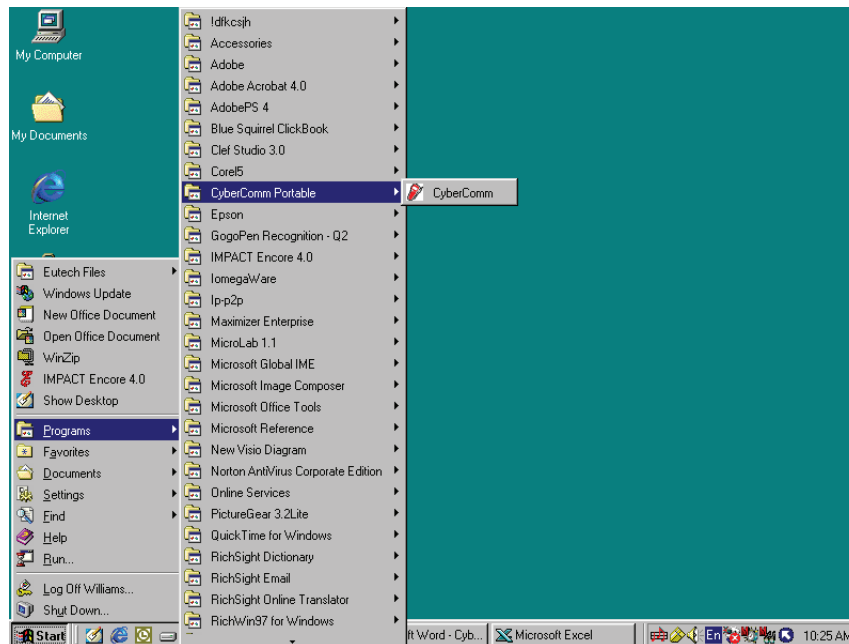 My Computer
My Documents
Internet
Explorer
Eutech Files
Windows Update
New Office Document
Open Office Document
WinZip
IMPACT Encore 4.0
Show Desktop
Programs
Favorites
Documents
Settings
Find
Help
Run...
Log Off Williams...
Shut Down...
!dfkcsjh
Accessories
Adobe
Adobe Acrobat 4.0
AdobePS 4
Blue Squirrel ClickBook
Clef Studio 3.0
Corel5
CyberComm Portable
Epson
GogoPen Recognition - Q2
IMPACT Encore 4.0
IomegaWare
Ip-p2p
Maximizer Enterprise
MicroLab 1.1
Microsoft Global IME
Microsoft Image Composer
Microsoft Office Tools
Microsoft Reference
New Visio Diagram
Norton AntiVirus Corporate Edition
Online Services
PictureGear 3.2Lite
QuickTime for Windows
RichSight Dictionary
RichSight Email
RichSight Online Translator
RichWin97 for Windows
CyberComm
Start
ft Word - Cyb...
Microsoft Excel
En
10:25 AM